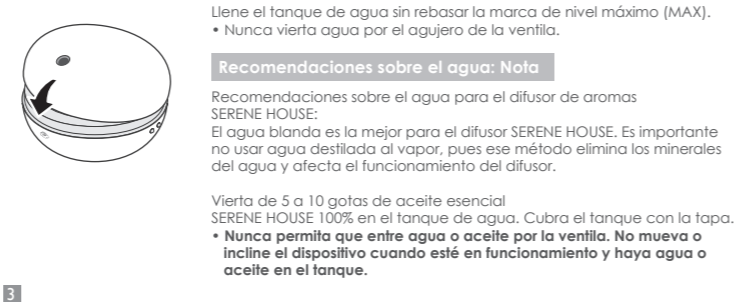 Llene el tanque de agua sin rebasar la marca de nivel máximo (MAX).
• Nunca vierta agua por el agujero de la ventila.
Recomendaciones sobre el agua: Nota
Recomendaciones sobre el agua para el difusor de aromas
SERENE HOUSE:
El agua blanda es la mejor para el difusor SERENE HOUSE. Es importante
no usar agua destilada al vapor, pues ese método elimina los minerales
del agua y afecta el funcionamiento del difusor.
Vierta de 5 a 10 gotas de aceite esencial
SERENE HOUSE 100% en el tanque de agua. Cubra el tanque con la tapa.
• Nunca permita que entre agua o aceite por la ventila. No mueva o
incline el dispositivo cuando esté en funcionamiento y haya agua o
aceite en el tanque.
3